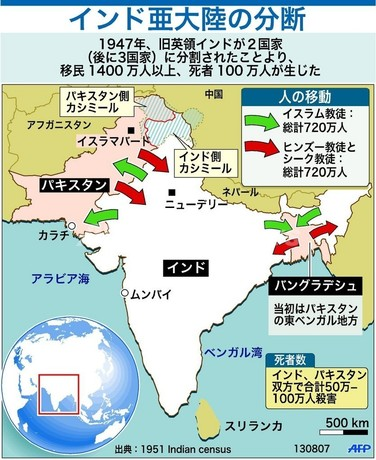 インド亜大陸の分断
1947年、旧英領インドが２国家
（後に3国家）に分割されたことより、
移民 1400 万人以上、死者 100 万人が生じた
パキスタン側
カシミール
中国
アフガニスタン
イスラマバード
人の移動
イスラム教徒：
総計720万人
ヒンズー教徒と
シーク教徒：
総計720万人
インド側
カシミール
パキスタン
ネパール
ニューデリー
カラチ
アラビア海
インド
バングラデシュ
当初はパキスタン
の東ベンガル地方
ムンバイ
ベンガル湾
死者数
インド、パキスタン
双方で合計50万−
100万人殺害
スリランカ
500 km
出典：1951 Indian census
130807
AFP